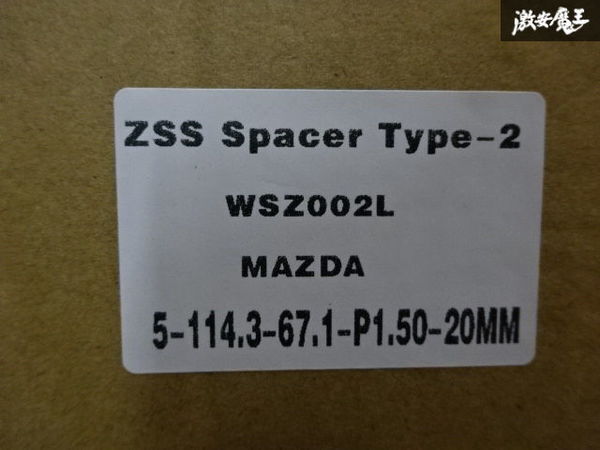 激安魔王
ZSS Spacer Type-2
WSZ002L
MAZDA
5-114.3-67.1-P1.50-20MM